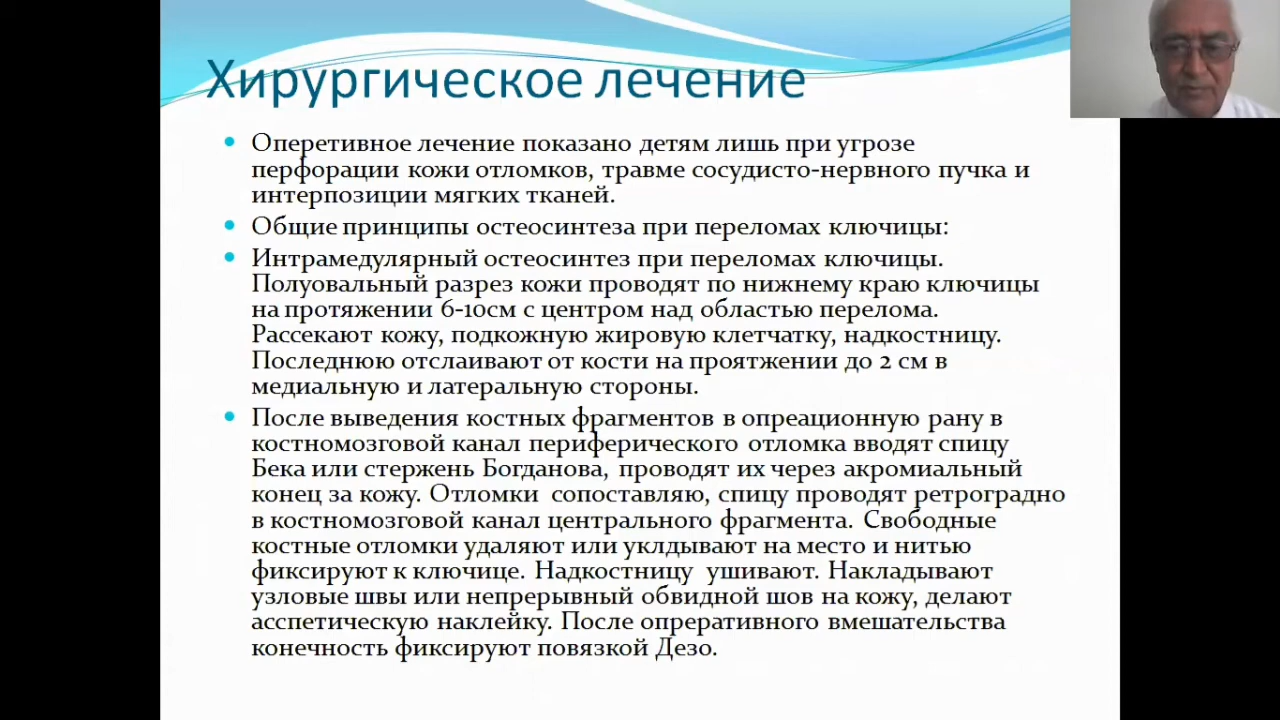 Хирургическое лечение
• Оперетивное лечение показано детям лишь при угрозе
перфорации кожи отломков, травме сосудисто-нервного пучка и
интерпозиции мягких тканей.
• Общие принципы остеосинтеза при переломах ключицы:
• Интрамедулярный остеосинтез при переломах ключицы.
Полуовальный разрез кожи проводят по нижнему краю ключицы
на протяжении 6-10см с центром над областью перелома.
Рассекают кожу, подкожную жировую клетчатку, надкостницу.
Последнюю отслаивают от кости на проятжении до 2 см в
медиальную и латеральную стороны.
• После выведения костных фрагментов в опреационную рану в
костномозговой канал периферического отломка вводят спицу
Бека или стержень Богданова, проводят их через акромиальный
конец за кожу. Отломки сопоставляю, спицу проводят ретроградно
в костномозговой канал центрального фрагмента. Свободные
костные отломки удаляют или уклдывают на место и нитью
фиксируют к ключице. Надкостницу ушивают. Накладывают
узловые швы или непрерывный обвидной шов на кожу, делают
асспетическую наклейку. После опреративного вмешательства
конечность фиксируют повязкой Дезо.